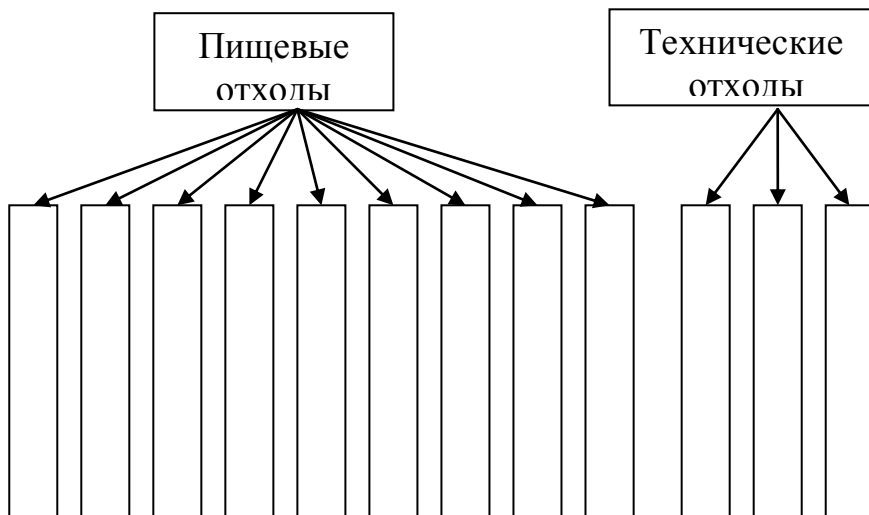 Пищевые
отходы
Технические
отходы